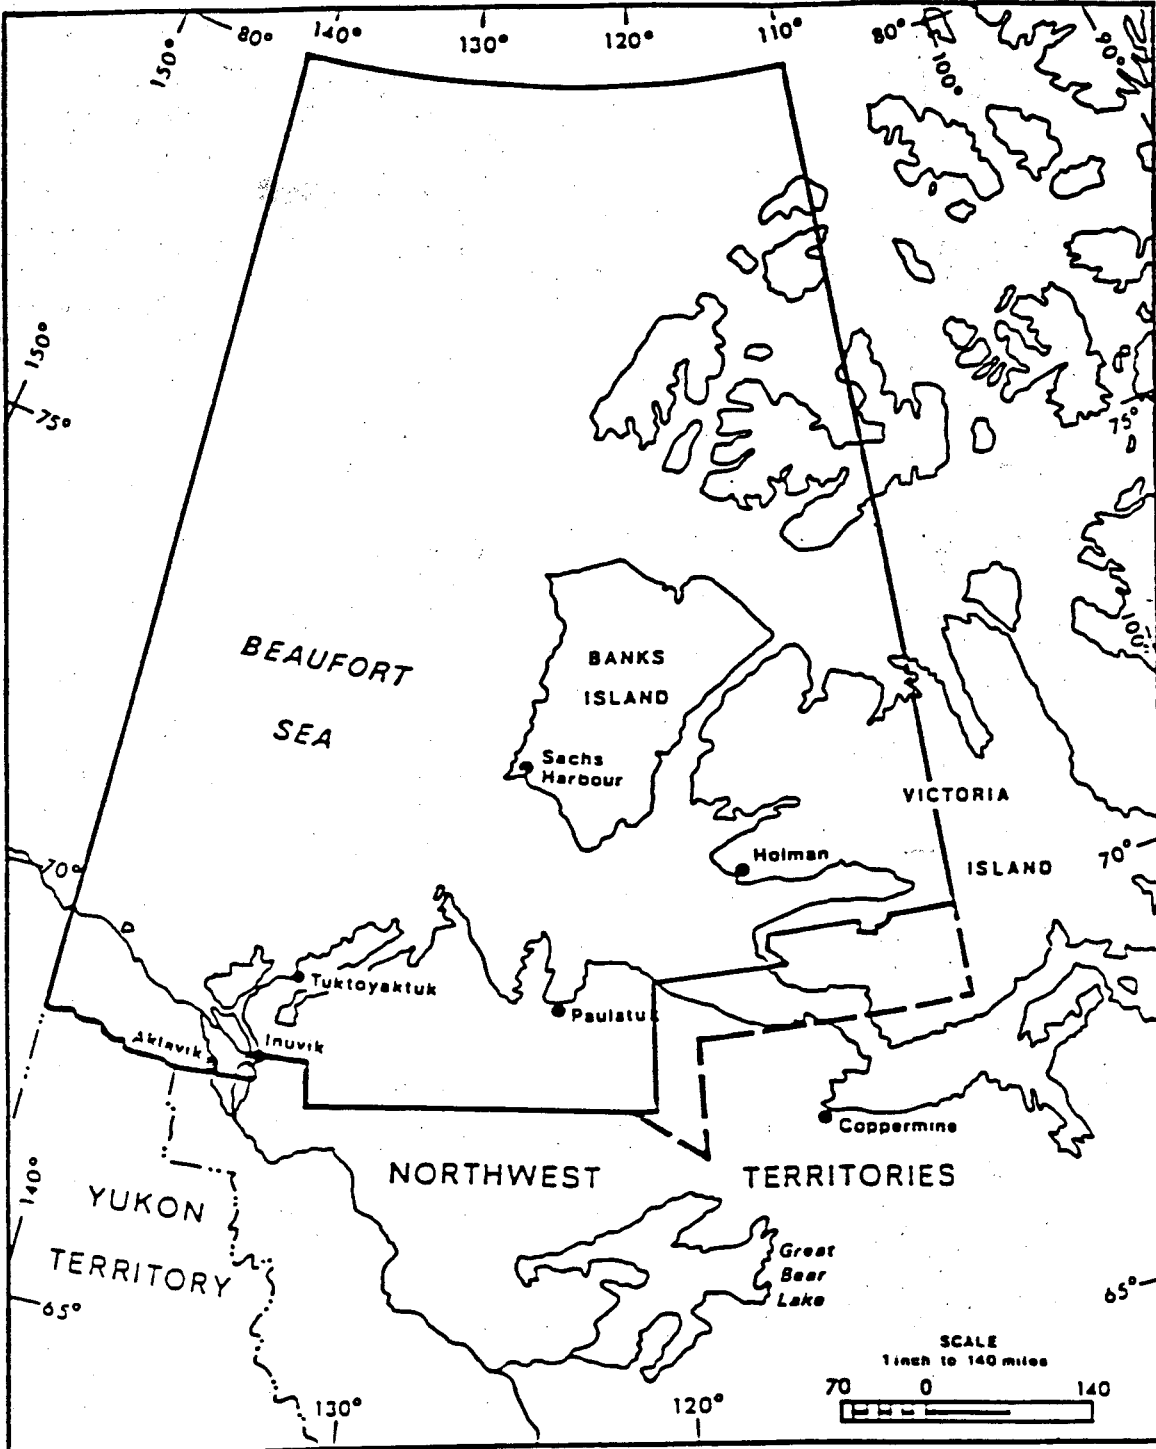 150°
80°
140°
130°
120°
110°
80°
100°
90°
150°
75°
75°
BEAUFORT
SEA
BANKS
ISLAND
100°
Sachs
Harbour
VICTORIA
ISLAND
Holman
70°
70°
Tuktoyaktuk
Paulatuk
Aklavik
Inuvik
Coppermine
NORTHWEST TERRITORIES
140°
YUKON
TERRITORY
Great
Bear
Lake
65°
65°
SCALE
1 inch to 140 miles
70 0 140
130°
120°